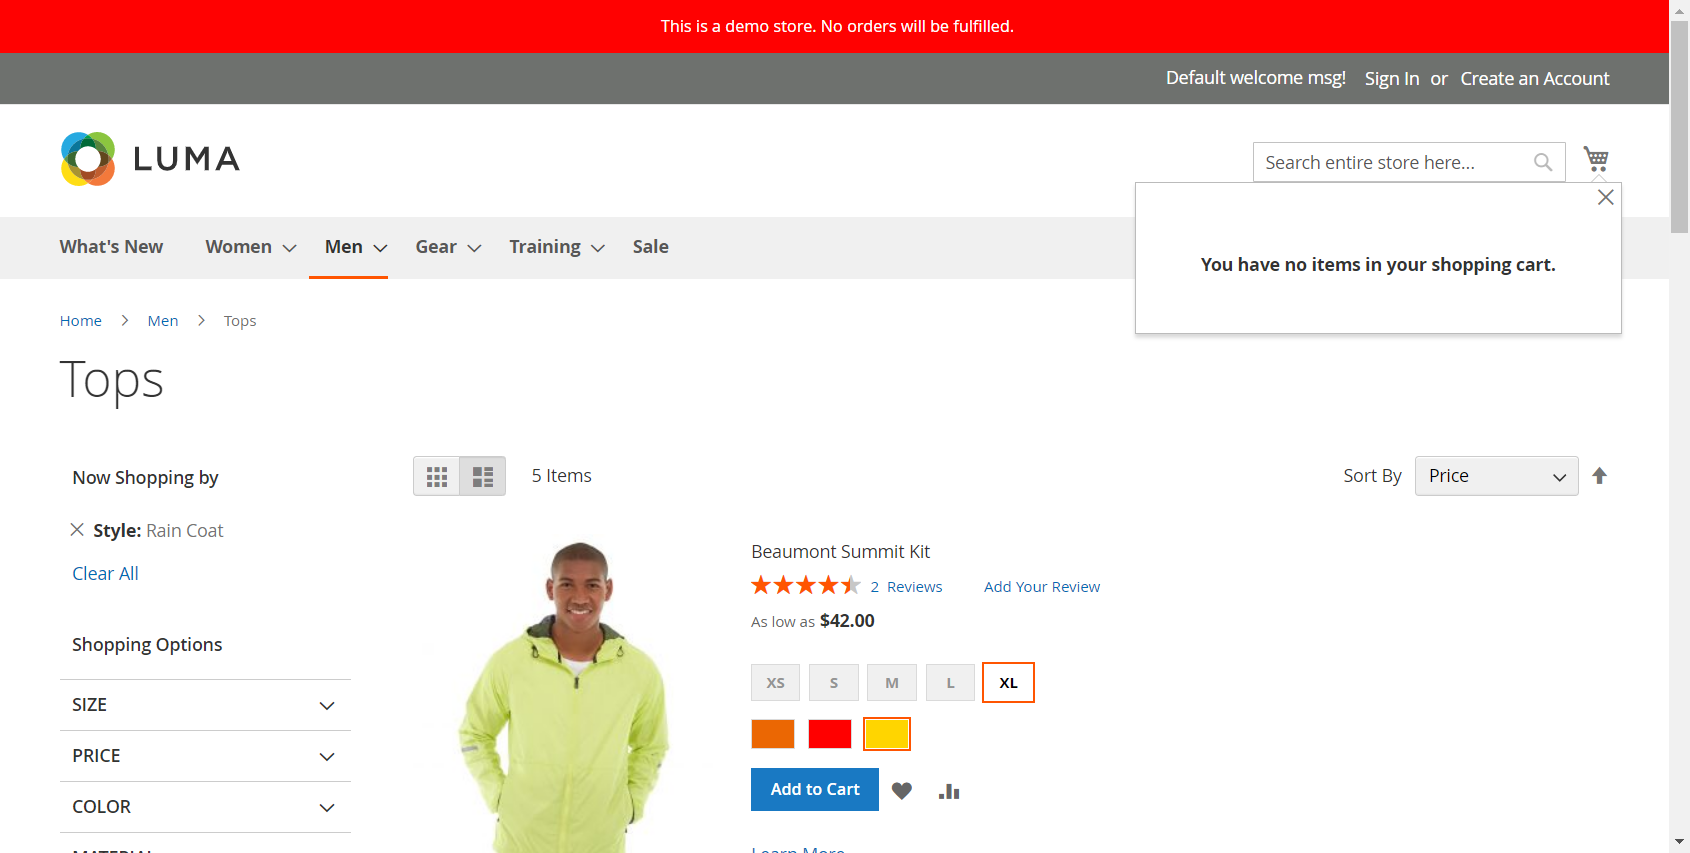 This is a demo store. No orders will be fulfilled.
Default welcome msg! Sign In or Create an Account
LUMA
Search entire store here...
What's New Women Men Gear Training Sale
You have no items in your shopping cart.
Home Men Tops
Tops
Now Shopping by
5 Items
Sort By Price
Style: Rain Coat
Clear All
Shopping Options
SIZE
PRICE
COLOR
MATERIAL
Beaumont Summit Kit
2 Reviews Add Your Review
As low as $42.00
XS S M L XL
Add to Cart
Learn More